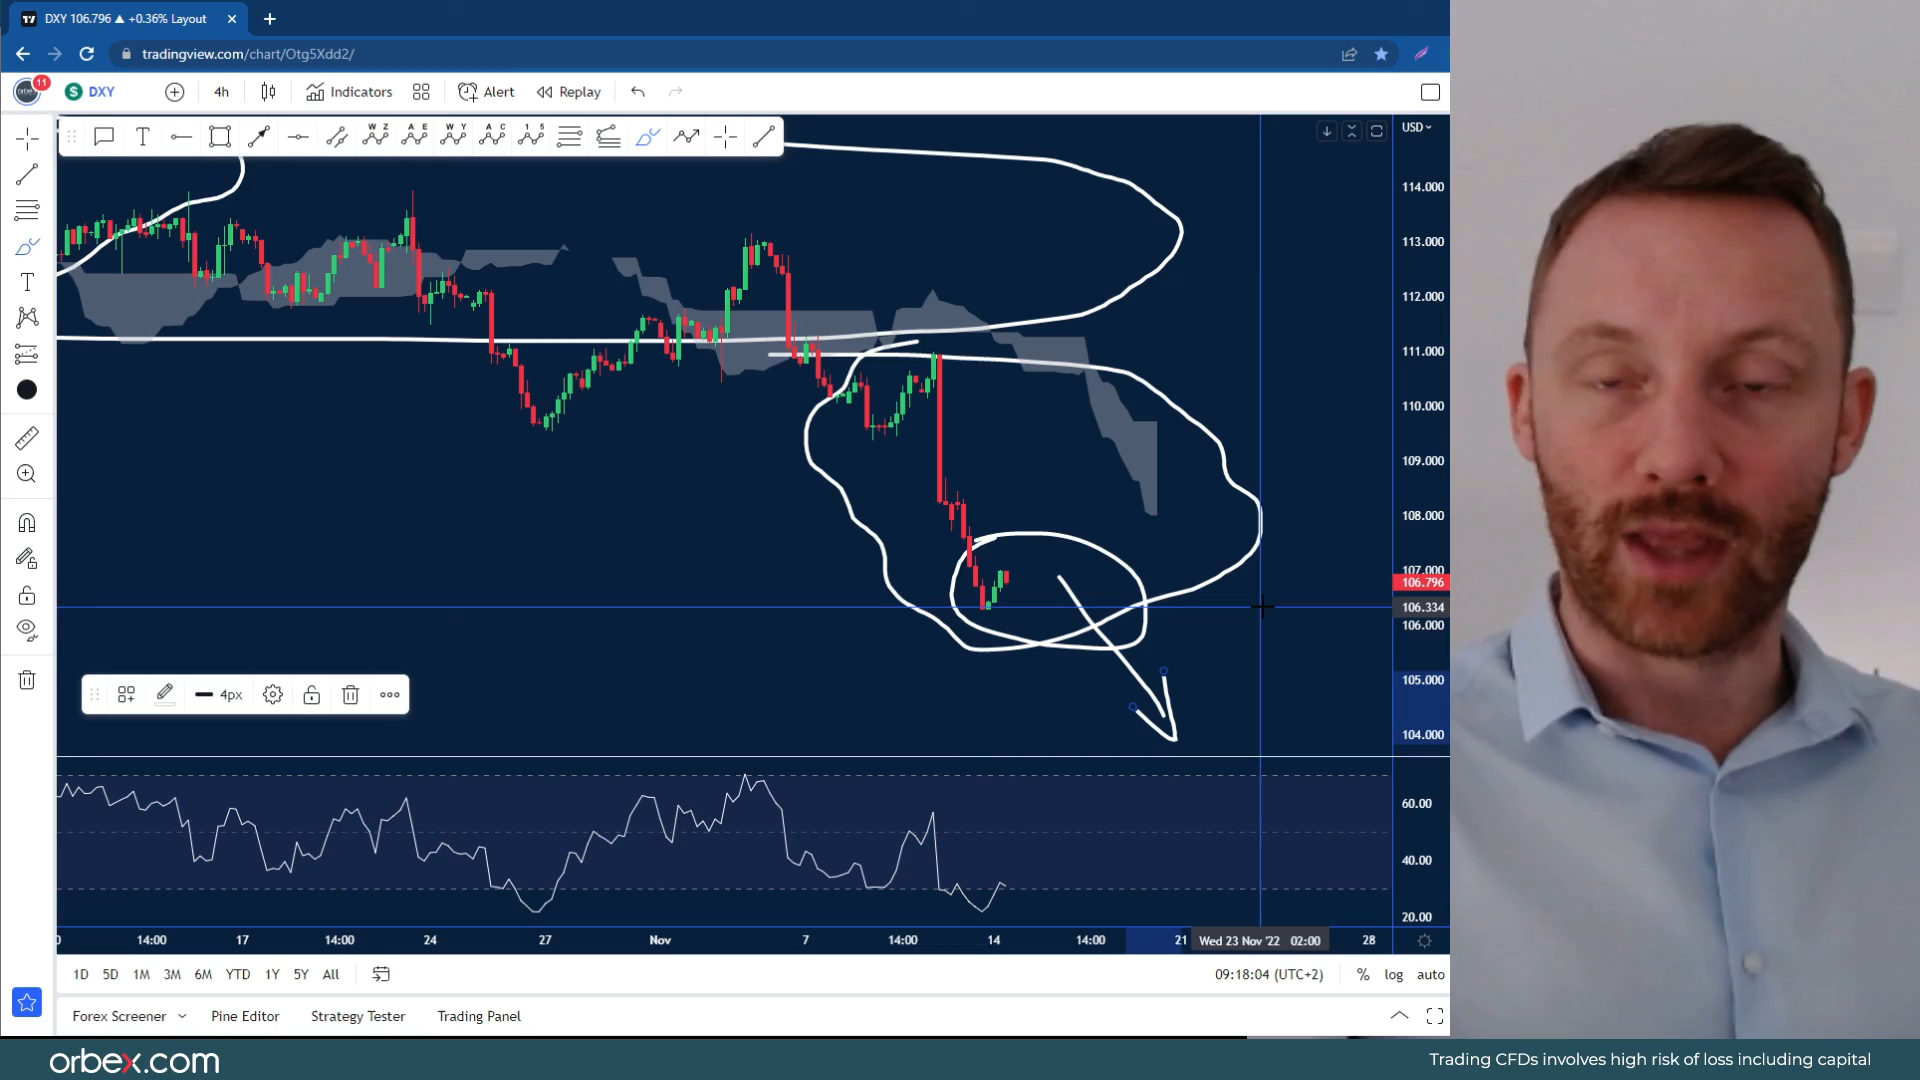 DXY 106.796 ▲ +0.36% Layout
tradingview.com/chart/Otg5Xdd2/
11
orbex
S DXY
4h
Indicators
Alert
Replay
T
W Z
A E
W Y
A C
1 5
USD
114.000
113.000
112.000
111.000
110.000
109.000
108.000
107.000
106.796
106.334
106.000
105.000
104.000
4px
60.00
40.00
20.00
14:00 17 14:00 24 27 Nov 7 14:00 14 14:00 21 Wed 23 Nov '22 02:00 28
1D 5D 1M 3M 6M YTD 1Y 5Y All
09:18:04 (UTC+2) % log auto
Forex Screener Pine Editor Strategy Tester Trading Panel
orbex.com
Trading CFDs involves high risk of loss including capital